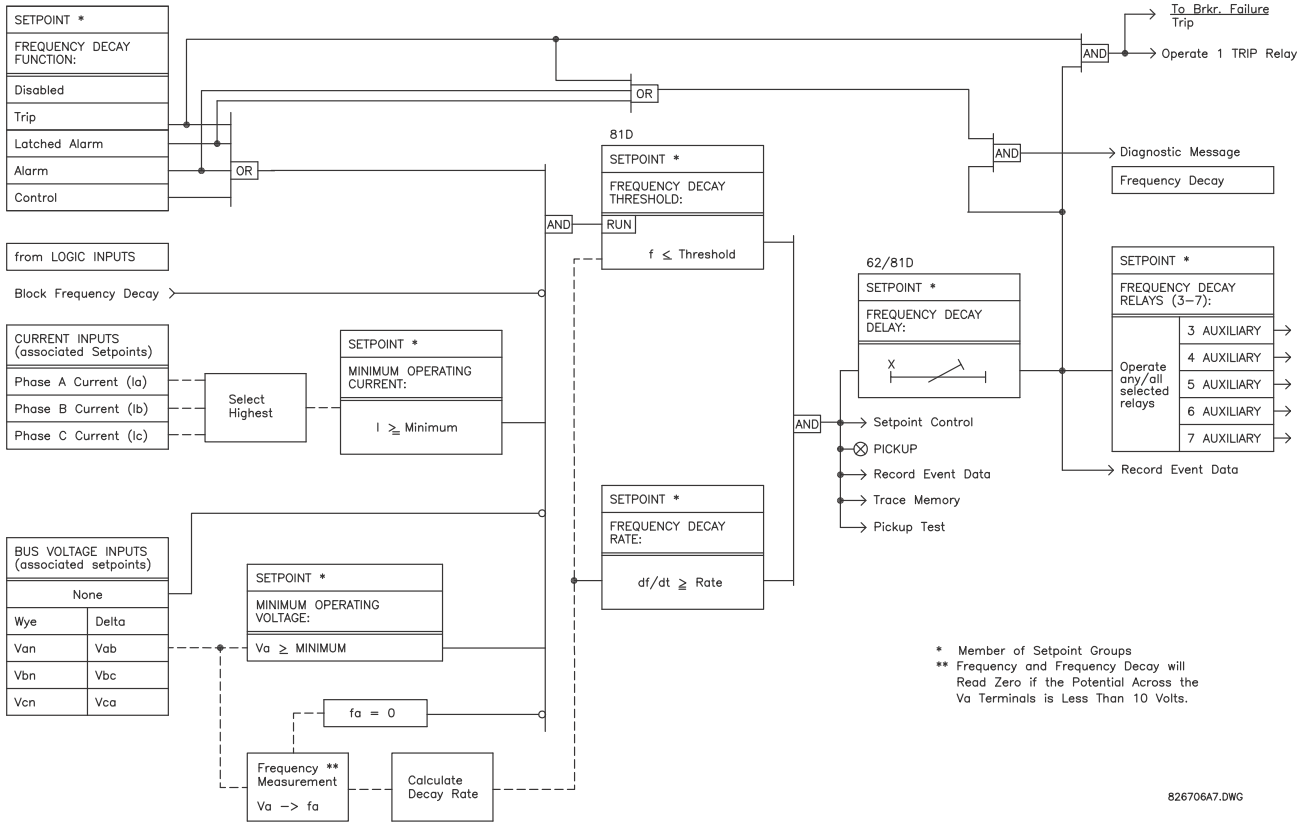 SETPOINT *
FREQUENCY DECAY
FUNCTION:
Disabled
Trip
Latched Alarm
Alarm
Control
OR
OR
AND
To Brkr. Failure
Trip
Operate 1 TRIP Relay
AND
Diagnostic Message
Frequency Decay
from LOGIC INPUTS
Block Frequency Decay
CURRENT INPUTS
(associated Setpoints)
Phase A Current (Ia)
Phase B Current (Ib)
Phase C Current (Ic)
Select
Highest
SETPOINT *
MINIMUM OPERATING
CURRENT:
I ≥ Minimum
BUS VOLTAGE INPUTS
(associated setpoints)
None
Wye Delta
Van Vab
Vbn Vbc
Vcn Vca
SETPOINT *
MINIMUM OPERATING
VOLTAGE:
Va ≥ MINIMUM
fa = 0
Frequency **
Measurement
Va -> fa
Calculate
Decay Rate
AND
81D
SETPOINT *
FREQUENCY DECAY
THRESHOLD:
RUN
f ≤ Threshold
SETPOINT *
FREQUENCY DECAY
RATE:
df/dt ≥ Rate
AND
62/81D
SETPOINT *
FREQUENCY DECAY
DELAY:
X
Setpoint Control
PICKUP
Record Event Data
Trace Memory
Pickup Test
SETPOINT *
FREQUENCY DECAY
RELAYS (3-7):
Operate
any/all
selected
relays
3 AUXILIARY
4 AUXILIARY
5 AUXILIARY
6 AUXILIARY
7 AUXILIARY
Record Event Data
* Member of Setpoint Groups
** Frequency and Frequency Decay will
Read Zero if the Potential Across the
Va Terminals is Less Than 10 Volts.
826706A7.DWG